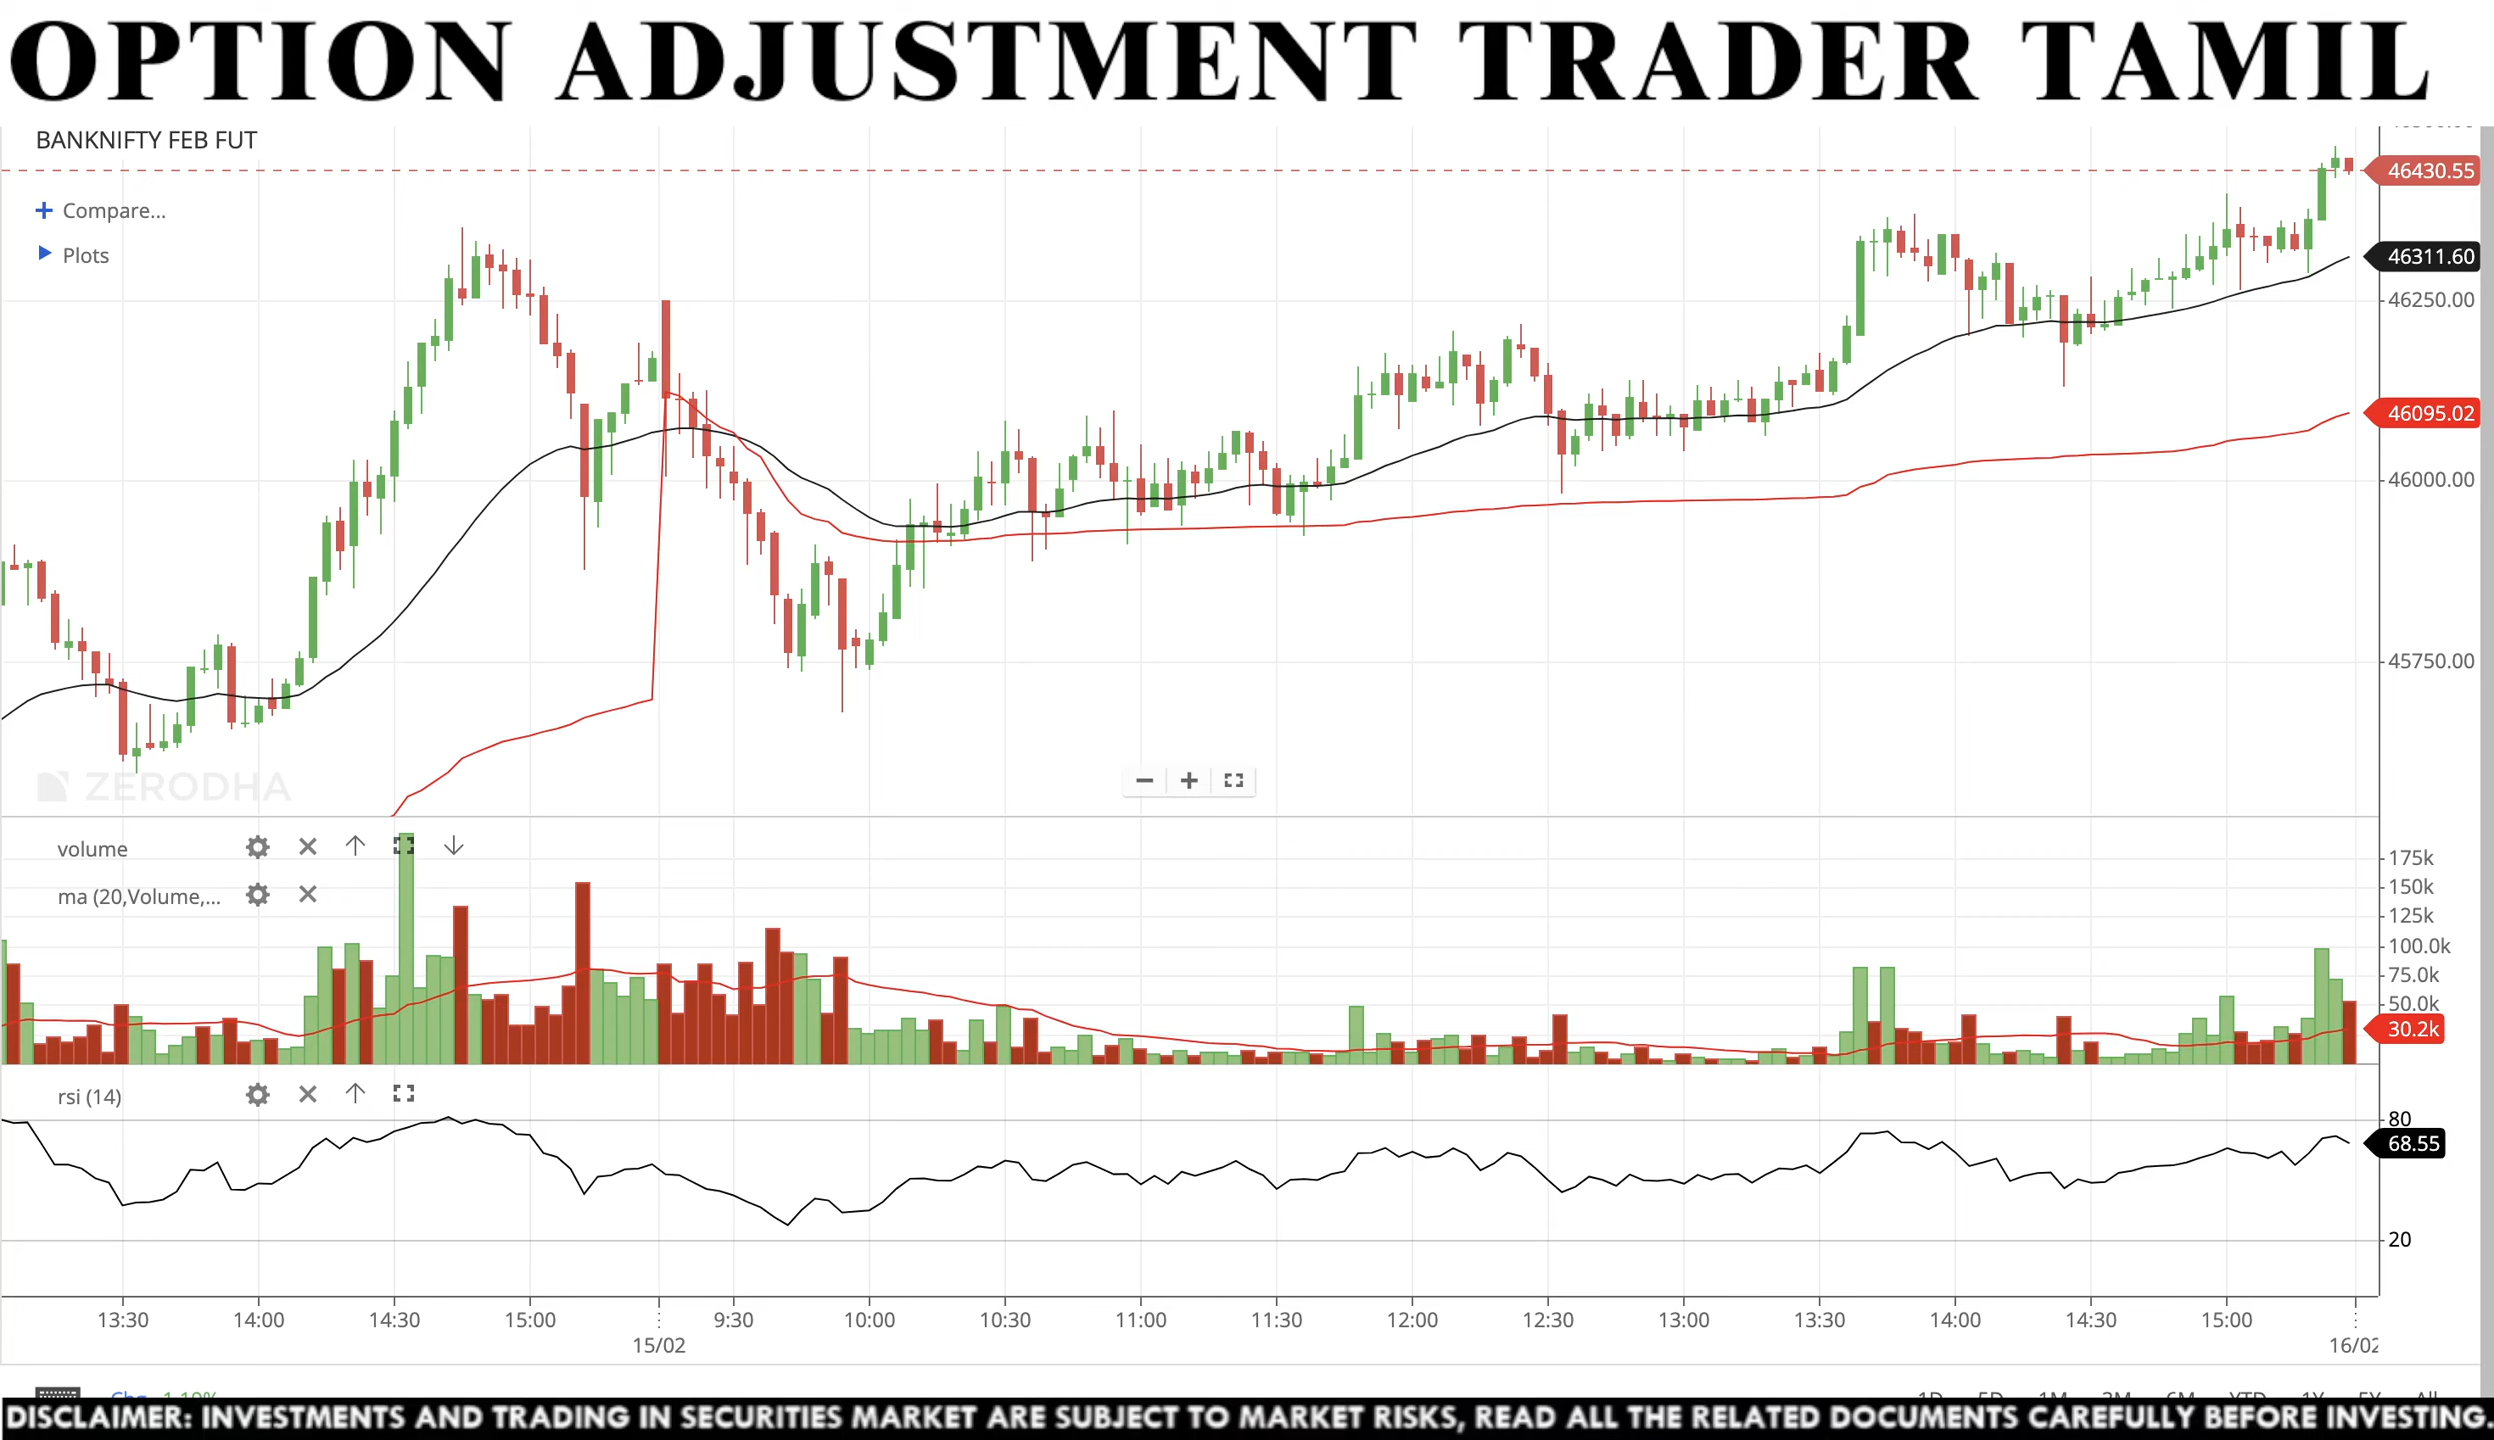 OPTION ADJUSTMENT TRADER TAMIL
BANKNIFTY FEB FUT
46430.55
Compare...
Plots
46311.60
46250.00
46095.02
46000.00
45750.00
ZERODHA
volume
175k
ma (20,Volume,...
150k
125k
100.0k
75.0k
50.0k
30.2k
rsi (14)
80
68.55
20
13:30 14:00 14:30 15:00 9:30 10:00 10:30 11:00 11:30 12:00 12:30 13:00 13:30 14:00 14:30 15:00
15/02 16/02
DISCLAIMER: INVESTMENTS AND TRADING IN SECURITIES MARKET ARE SUBJECT TO MARKET RISKS, READ ALL THE RELATED DOCUMENTS CAREFULLY BEFORE INVESTING.